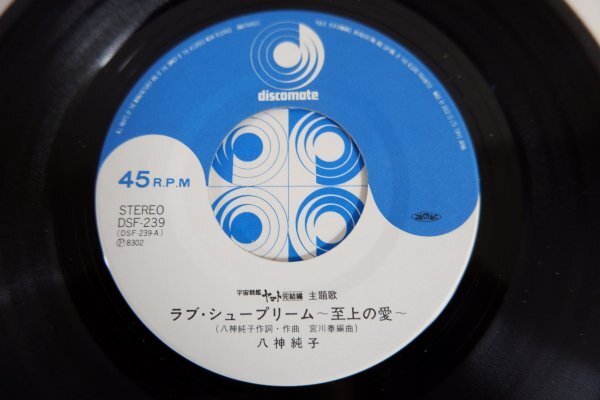 discomate
45 R.P.M
STEREO
DSF-239
(DSF-239-A)
Ⓟ8302
JASRAC
宇宙戦艦ヤマト完結編 主題歌
ラブ・シュープリーム〜至上の愛〜
(八神純子作詞・作曲 宮川泰編曲)
八神純子